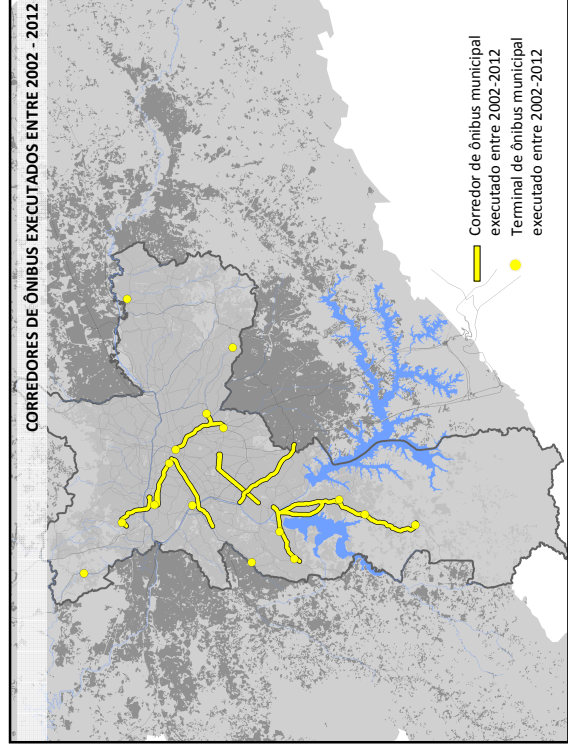 CORREDORES DE ÔNIBUS EXECUTADOS ENTRE 2002 - 2012
Corredor de ônibus municipal
executado entre 2002-2012
Terminal de ônibus municipal
executado entre 2002-2012